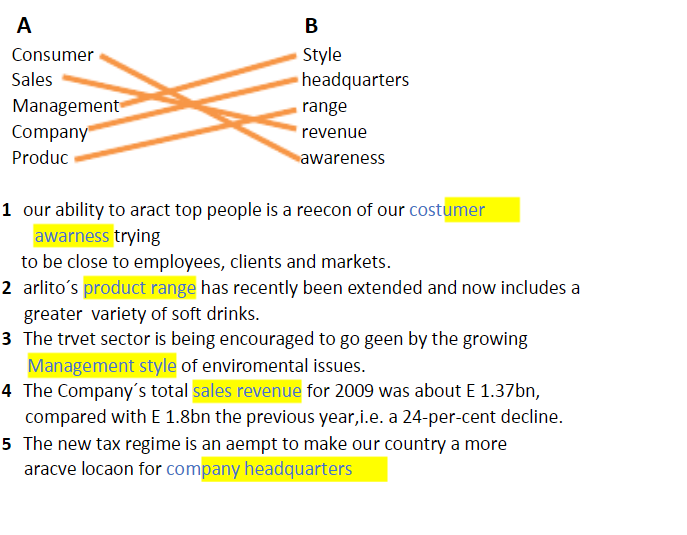 A B
Consumer Style
Sales headquarters
Management range
Company revenue
Produc awareness
1 our ability to aract top people is a reecon of our costumer
awarness trying
to be close to employees, clients and markets.
2 arlito´s product range has recently been extended and now includes a
greater variety of soft drinks.
3 The trvet sector is being encouraged to go geen by the growing
Management style of enviromental issues.
4 The Company´s total sales revenue for 2009 was about E 1.37bn,
compared with E 1.8bn the previous year,i.e. a 24-per-cent decline.
5 The new tax regime is an aempt to make our country a more
aracve locaon for company headquarters